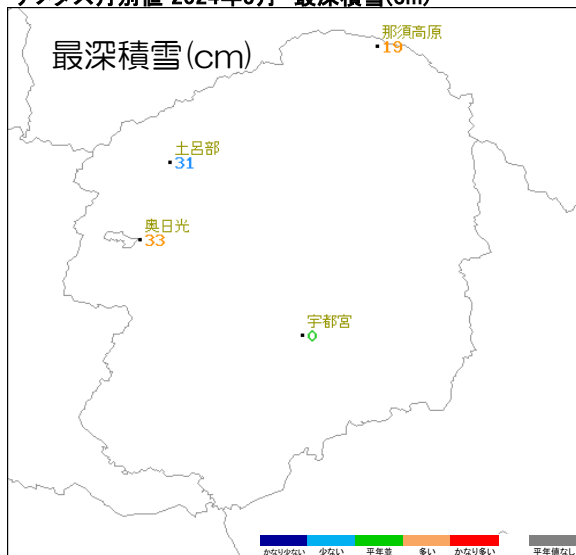 最深積雪(cm)
那須高原
19
土呂部
31
奥日光
33
宇都宮
0
かなり少ない 少ない 平年並 多い かなり多い 平年値なし